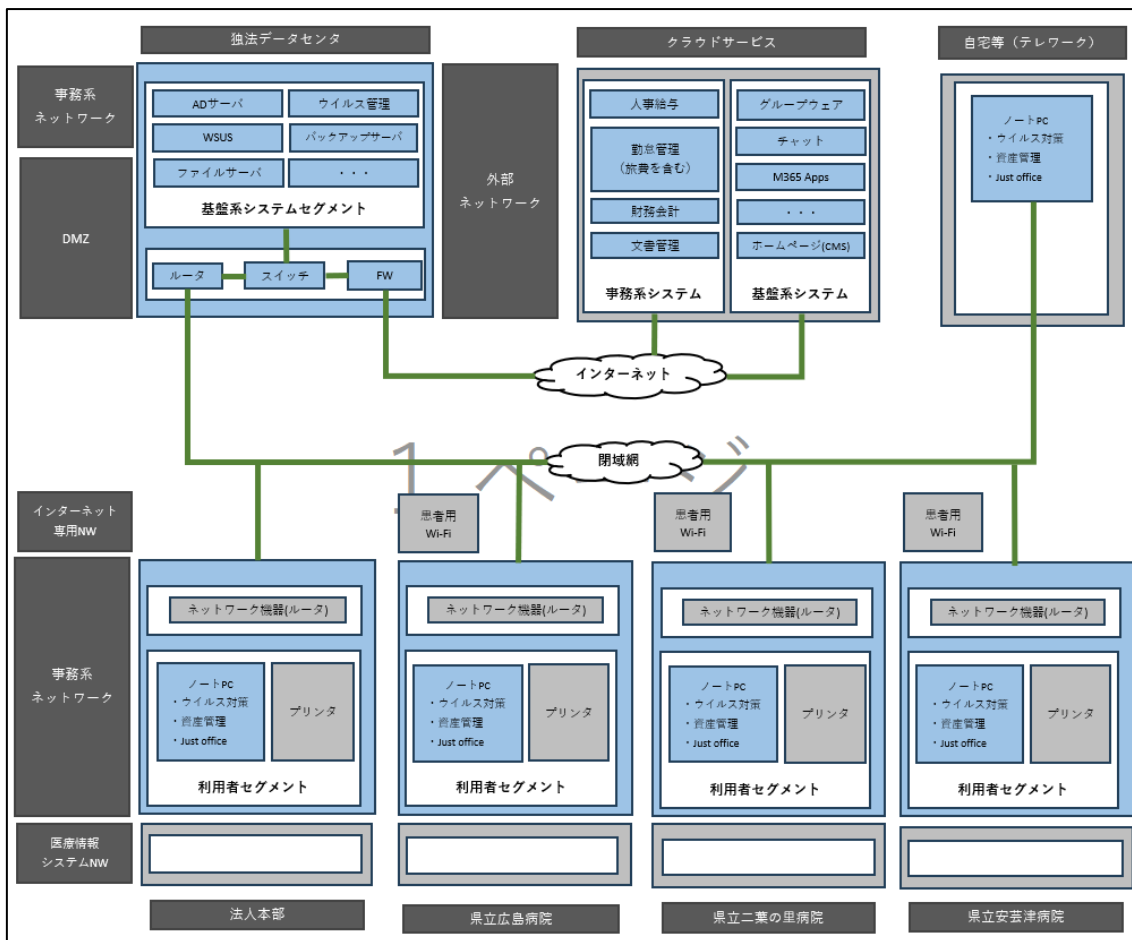 独法データセンタ
クラウドサービス
自宅等（テレワーク）
事務系
ネットワーク
DMZ
ADサーバ
ウイルス管理
WSUS
バックアップサーバ
ファイルサーバ
・・・
基盤系システムセグメント
ルータ
スイッチ
FW
外部
ネットワーク
人事給与
勤怠管理
（旅費を含む）
財務会計
文書管理
事務系システム
グループウェア
チャット
M365 Apps
・・・
ホームページ(CMS)
基盤系システム
ノートPC
・ウイルス対策
・資産管理
・Just office
インターネット
閉域網
1 ページ
インターネット
専用NW
患者用
Wi-Fi
患者用
Wi-Fi
患者用
Wi-Fi
事務系
ネットワーク
ネットワーク機器(ルータ)
ノートPC
・ウイルス対策
・資産管理
・Just office
プリンタ
利用者セグメント
ネットワーク機器(ルータ)
ノートPC
・ウイルス対策
・資産管理
・Just office
プリンタ
利用者セグメント
ネットワーク機器(ルータ)
ノートPC
・ウイルス対策
・資産管理
・Just office
プリンタ
利用者セグメント
ネットワーク機器(ルータ)
ノートPC
・ウイルス対策
・資産管理
・Just office
プリンタ
利用者セグメント
医療情報
システムNW
法人本部
県立広島病院
県立二葉の里病院
県立安芸津病院